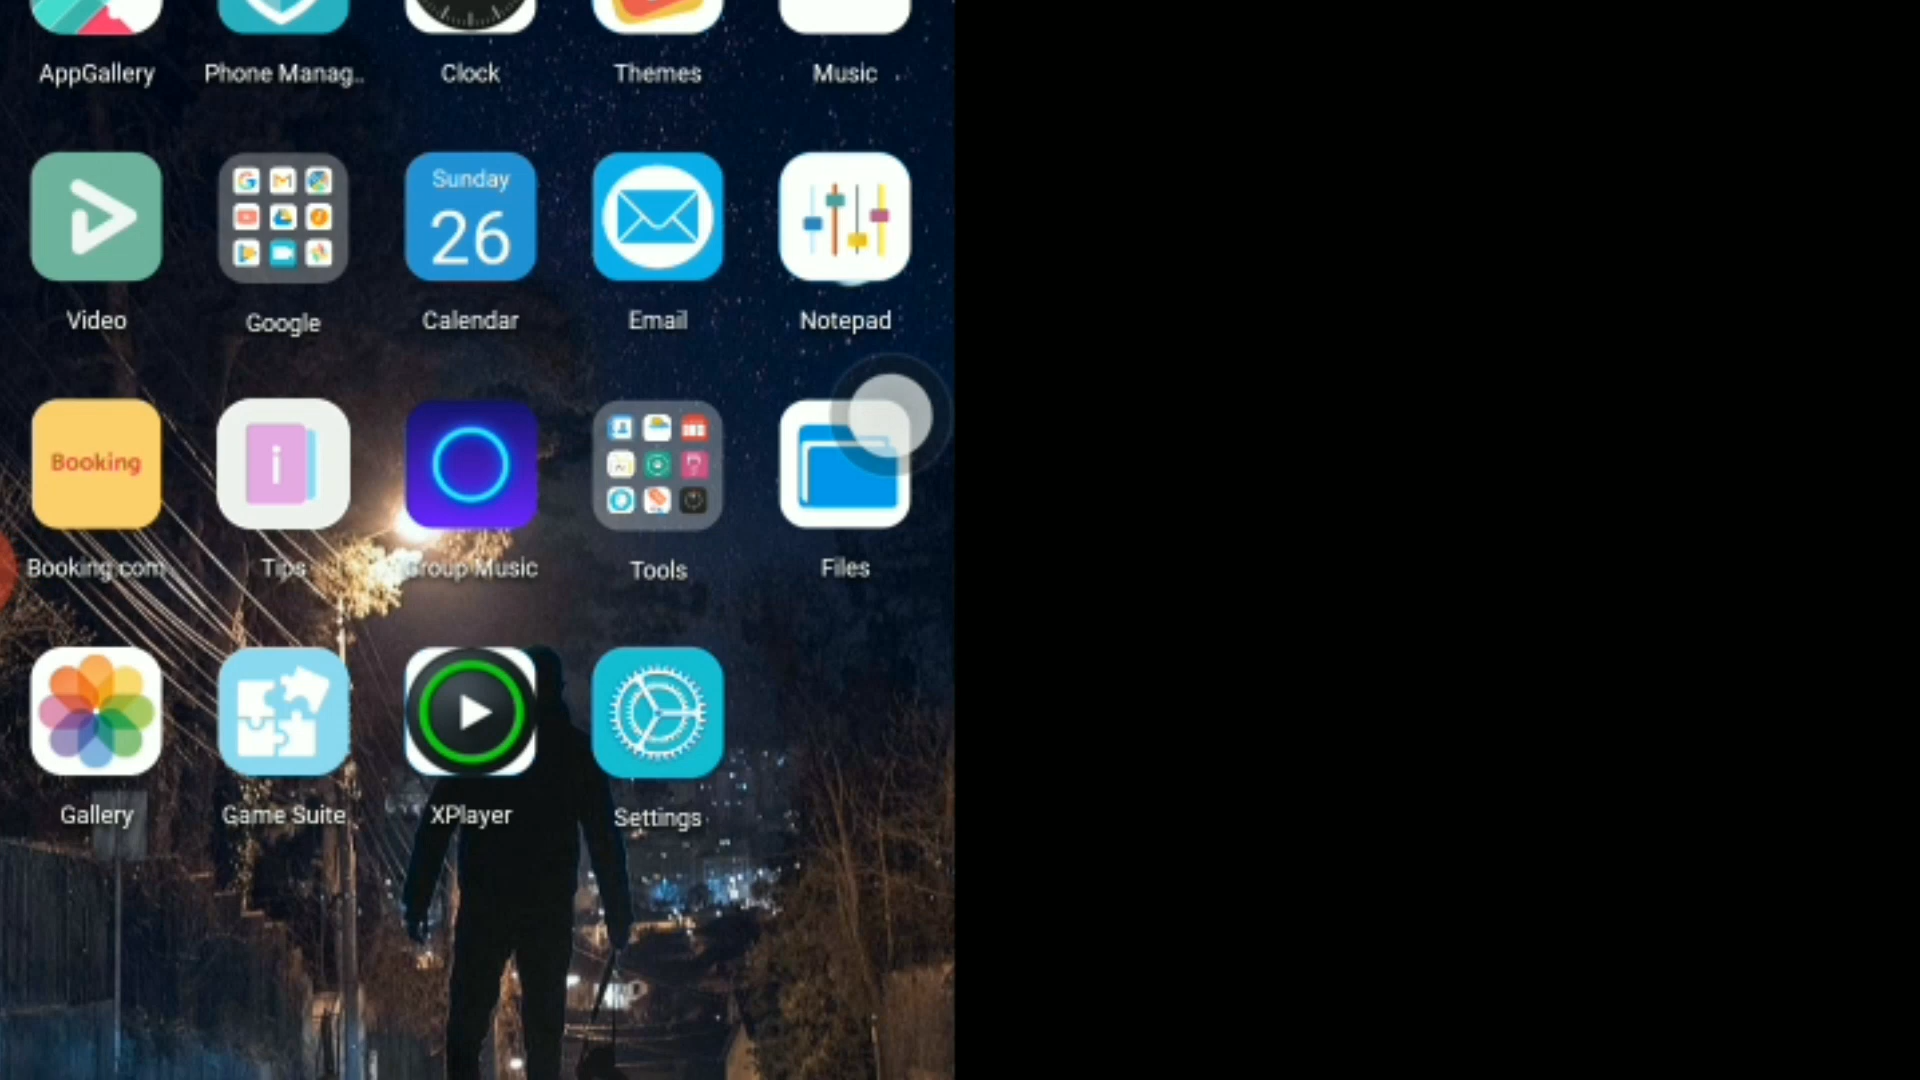 AppGallery Phone Manag.. Clock Themes Music
Sunday
26
Video Google Calendar Email Notepad
Booking
Booking.com Tips Group Music Tools Files
Gallery Game Suite XPlayer Settings